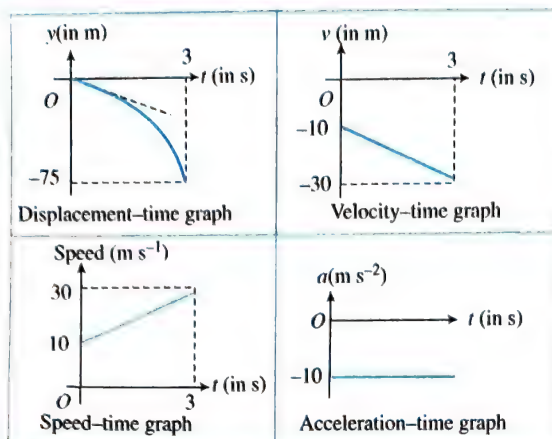 y(in m)
3
t (in s)
O
−75
Displacement–time graph
v (in m)
3
t (in s)
O
−10
−30
Velocity–time graph
Speed (m s⁻¹)
30
10
O
3
t (in s)
Speed–time graph
a(m s⁻²)
O
t (in s)
−10
Acceleration–time graph